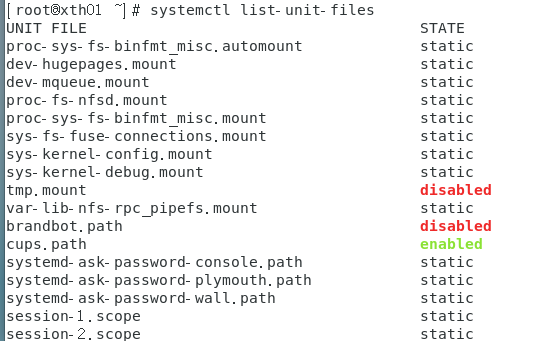 [root@xth01 ~]# systemctl list-unit-files
UNIT FILE STATE
proc-sys-fs-binfmt_misc.automount static
dev-hugepages.mount static
dev-mqueue.mount static
proc-fs-nfsd.mount static
proc-sys-fs-binfmt_misc.mount static
sys-fs-fuse-connections.mount static
sys-kernel-config.mount static
sys-kernel-debug.mount static
tmp.mount disabled
var-lib-nfs-rpc_pipefs.mount static
brandbot.path disabled
cups.path enabled
systemd-ask-password-console.path static
systemd-ask-password-plymouth.path static
systemd-ask-password-wall.path static
session-1.scope static
session-2.scope static